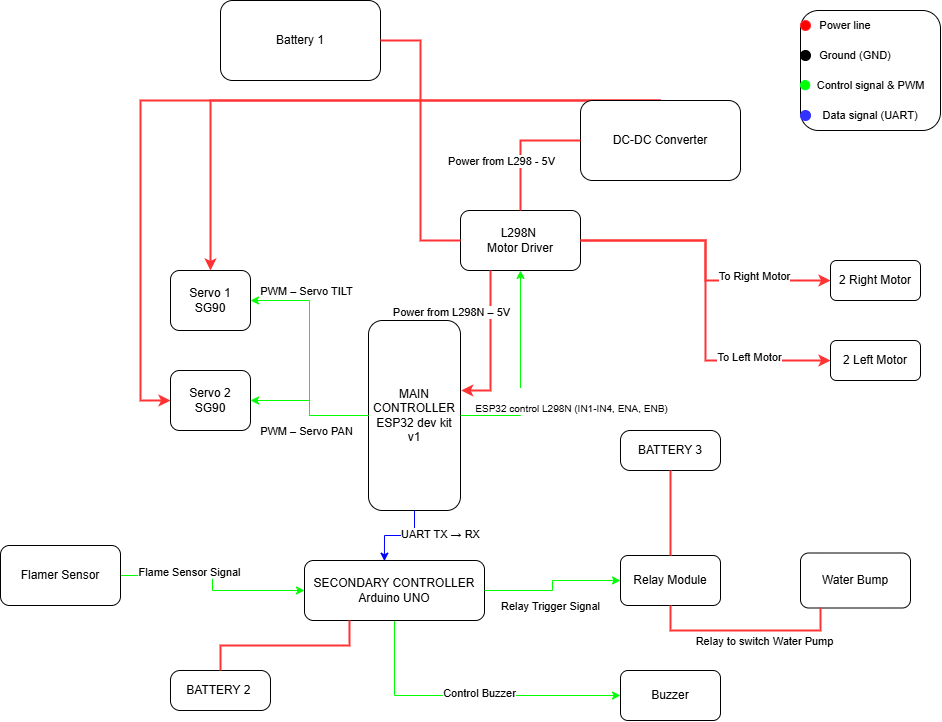 Battery 1
Power line
Ground (GND)
Control signal & PWM
Data signal (UART)
DC-DC Converter
Power from L298 - 5V
L298N
Motor Driver
To Right Motor
2 Right Motor
Servo 1
SG90
PWM – Servo TILT
Power from L298N – 5V
To Left Motor
2 Left Motor
Servo 2
SG90
PWM – Servo PAN
MAIN
CONTROLLER
ESP32 dev kit
v1
ESP32 control L298N (IN1-IN4, ENA, ENB)
BATTERY 3
UART TX → RX
Flamer Sensor
Flame Sensor Signal
SECONDARY CONTROLLER
Arduino UNO
Relay Trigger Signal
Relay Module
Water Bump
Relay to switch Water Pump
BATTERY 2
Control Buzzer
Buzzer